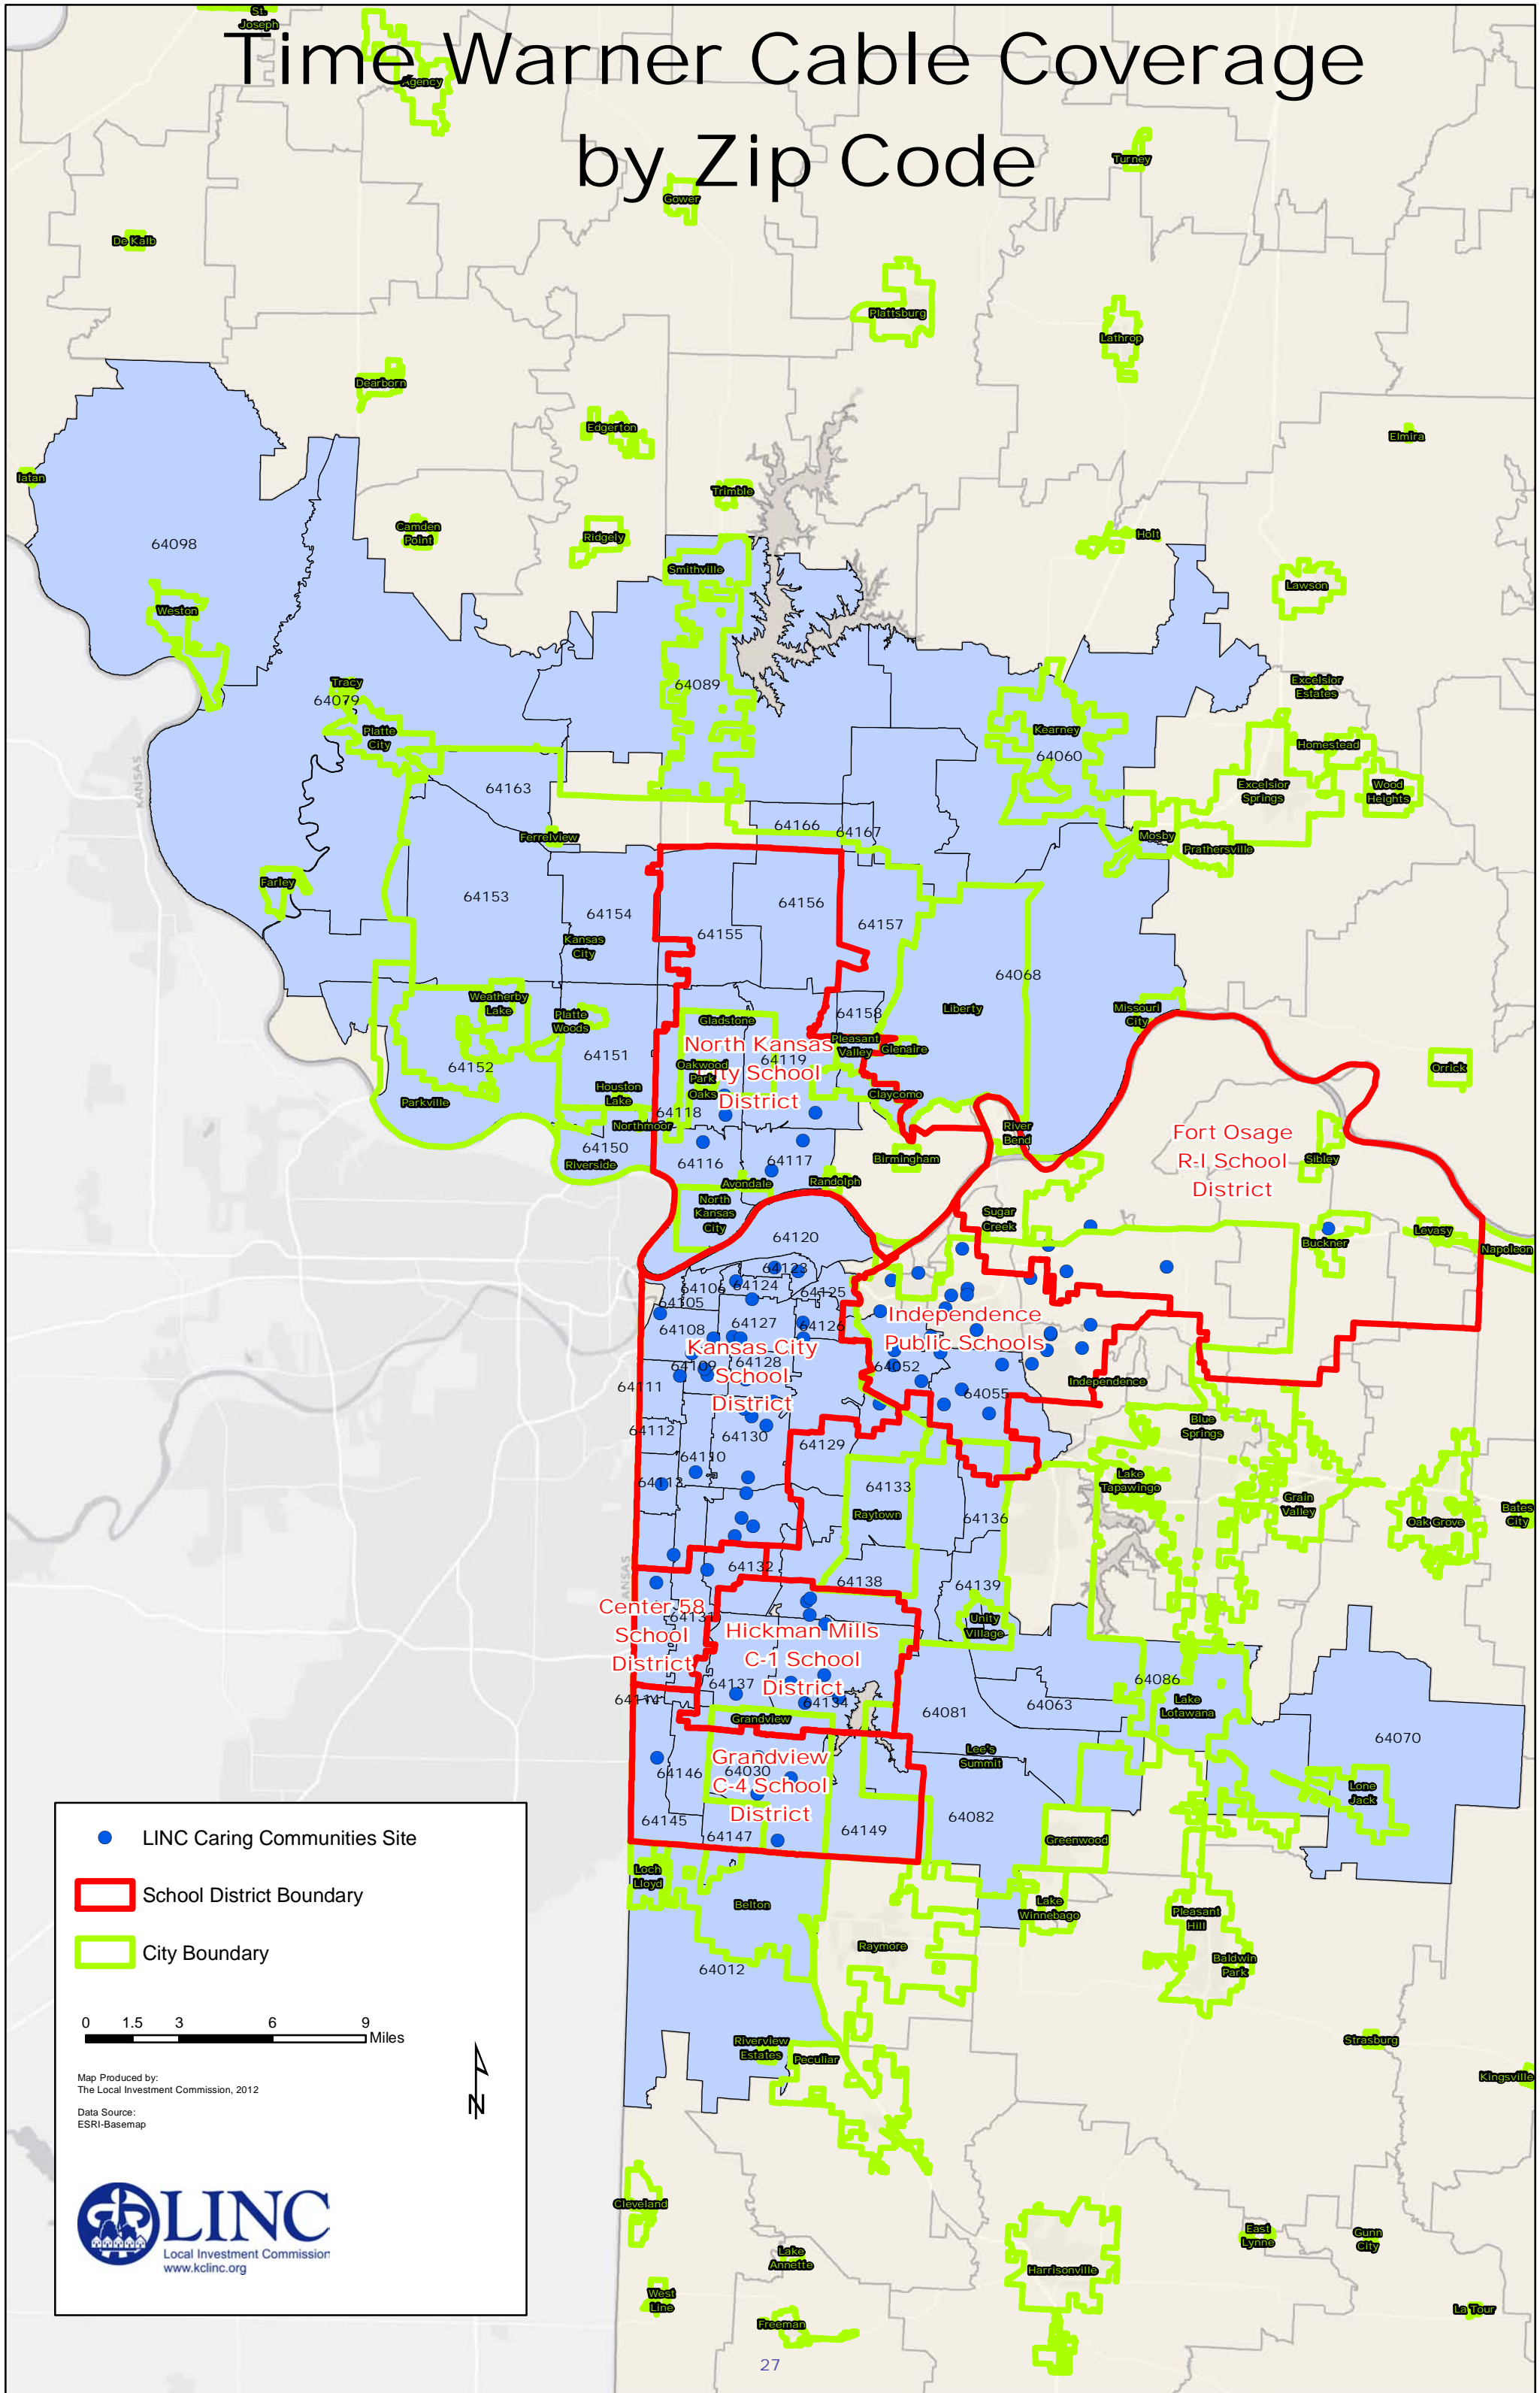 St.
Joseph
Time Warner Cable Coverage
by Zip Code
Agency
Turney
Gower
De Kalb
Plattsburg
Lathrop
Dearborn
Edgerton
Elmira
Iatan
Trimble
Camden
Point
Ridgely
Holt
64098
Smithville
Lawson
Weston
Tracy
64079
64089
Excelsior
Estates
Platte
City
Kearney
64060
Homestead
KANSAS
64163
Excelsior
Springs
Wood
Heights
Ferrelview
64166
64167
Mosby
Prathersville
Farley
64153
64154
64156
64155
64157
Kansas
City
64068
Weatherby
Lake
Platte
Woods
Gladstone
64158
Liberty
Missouri
City
North Kansas
City School
District
Pleasant
Valley
Glenaire
64151
64152
Oakwood
Park
64119
Orrick
Houston
Lake
Oaks
Claycomo
Parkville
64118
Northmoor
River
Bend
Fort Osage
R-I School
District
64150
Riverside
64116
64117
Birmingham
Sibley
Avondale
Randolph
North
Kansas
City
Sugar
Creek
64120
Buckner
Levasy
Napoleon
64123
64106
64124
64125
64105
64108
64127
64126
Independence
Public Schools
Kansas City
School
District
64109
64128
64052
64111
64055
Independence
64112
64130
64129
Blue
Springs
64110
64113
64133
Lake
Tapawingo
Raytown
64136
Grain
Valley
Oak Grove
Bates
City
KANSAS
64132
64138
64139
Center 58
School
District
64131
Hickman Mills
C-1 School
District
Unity
Village
64137
64134
64114
64081
64063
64086
Lake
Lotawana
64070
Grandview
Grandview
C-4 School
District
64030
64146
Lee's
Summit
Lone
Jack
64145
64147
64149
64082
Greenwood
Loch
Lloyd
Belton
Lake
Winnebago
Pleasant
Hill
Raymore
Baldwin
Park
64012
Riverview
Estates
Peculiar
Strasburg
Kingsville
Cleveland
Lake
Annette
Harrisonville
East
Lynne
Gunn
City
West
Line
Freeman
La Tour
LINC Caring Communities Site
School District Boundary
City Boundary
0 1.5 3 6 9
Miles
Map Produced by:
The Local Investment Commission, 2012
Data Source:
ESRI-Basemap
N
LINC
Local Investment Commission
www.kclinc.org
27